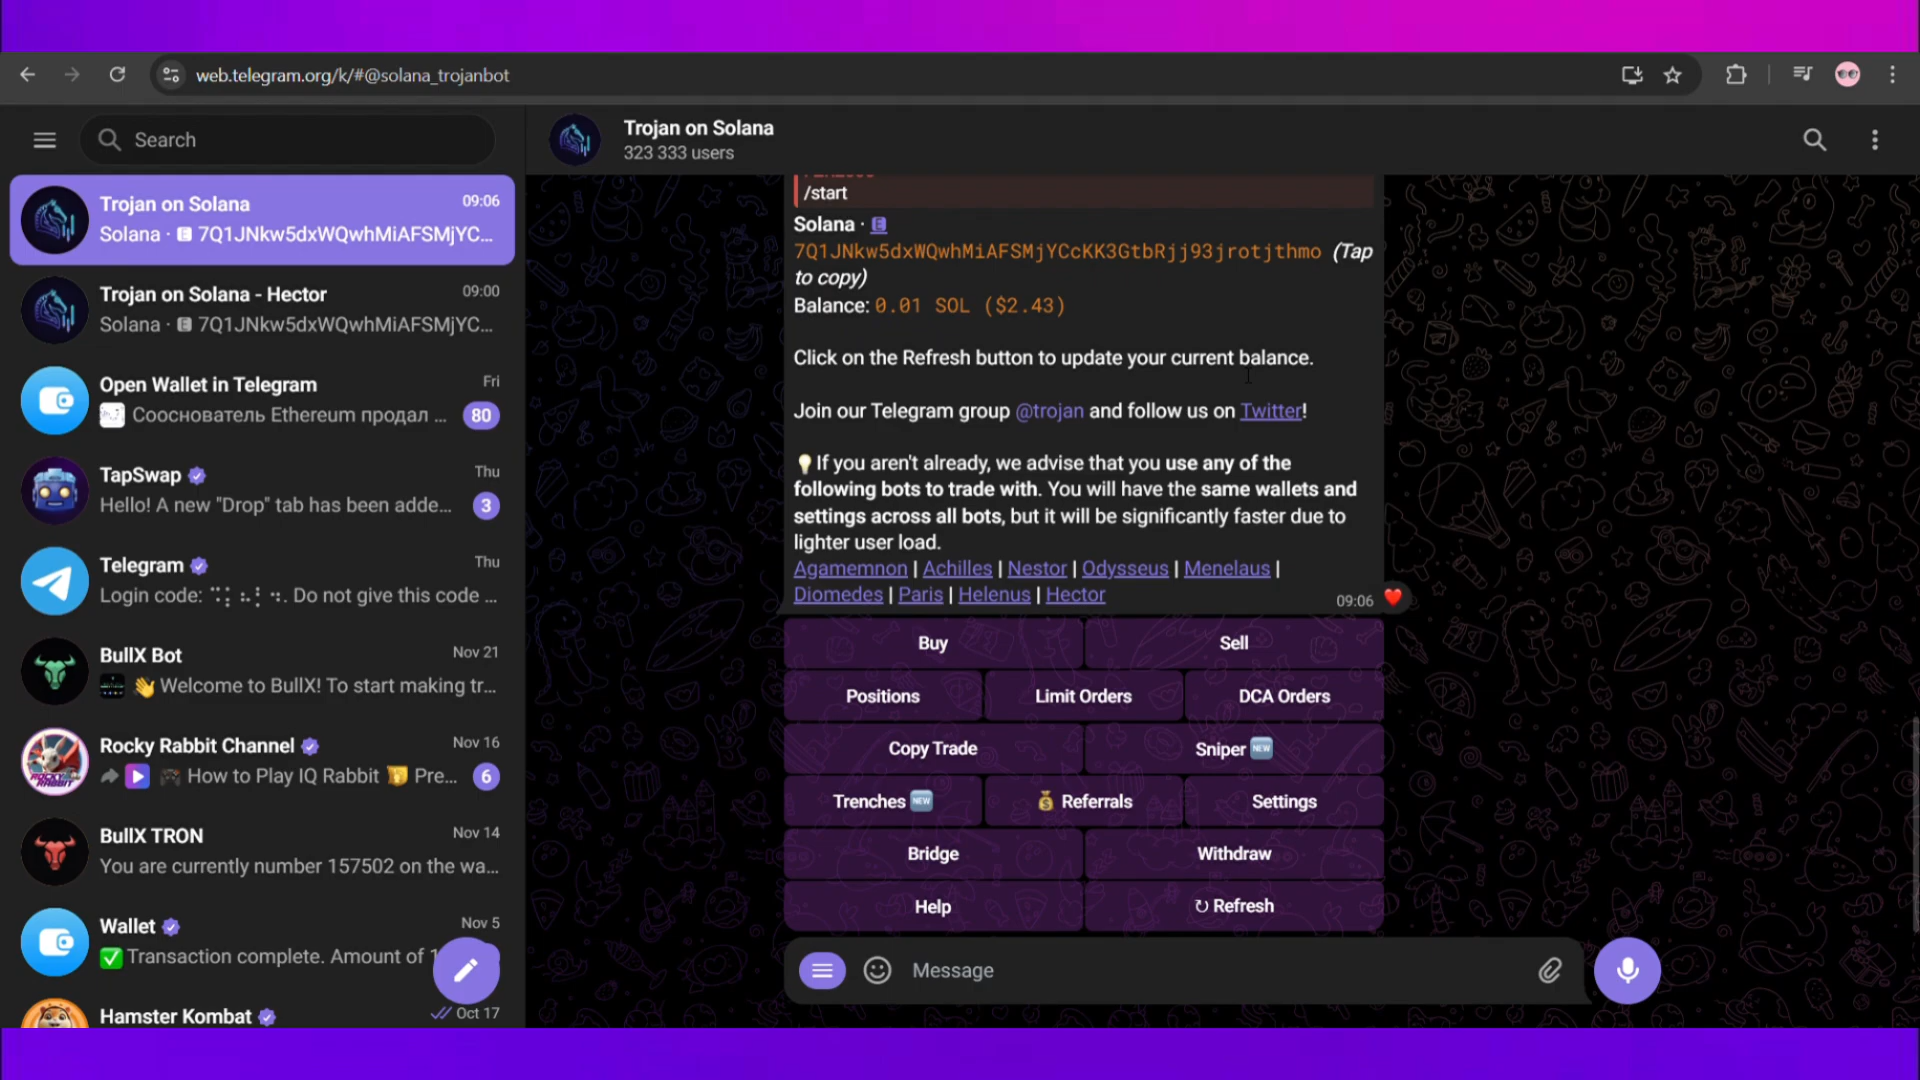 web.telegram.org/k/#@solana_trojanbot
Search
Trojan on Solana
09:06
Solana · E 7Q1JNkw5dxWQwhMiAFSMjYC...
Trojan on Solana - Hector
09:00
Solana · E 7Q1JNkw5dxWQwhMiAFSMjYC...
Open Wallet in Telegram
Fri
Сооснователь Ethereum продал ...
80
TapSwap
Thu
Hello! A new "Drop" tab has been adde...
3
Telegram
Thu
Login code: . Do not give this code ...
BullX Bot
Nov 21
👋 Welcome to BullX! To start making tr...
Rocky Rabbit Channel
Nov 16
🎮 How to Play IQ Rabbit 🎁 Pre...
6
BullX TRON
Nov 14
You are currently number 157502 on the wa...
Wallet
Nov 5
✅ Transaction complete. Amount of
Hamster Kombat
Oct 17
Trojan on Solana
323 333 users
/start
Solana · E
7Q1JNkw5dxWQwhMiAFSMjYCcKK3GtbRjj93jrotjthmo (Tap
to copy)
Balance: 0.01 SOL ($2.43)
Click on the Refresh button to update your current balance.
Join our Telegram group @trojan and follow us on Twitter!
💡If you aren't already, we advise that you use any of the
following bots to trade with. You will have the same wallets and
settings across all bots, but it will be significantly faster due to
lighter user load.
Agamemnon | Achilles | Nestor | Odysseus | Menelaus |
Diomedes | Paris | Helenus | Hector
09:06
Buy
Sell
Positions
Limit Orders
DCA Orders
Copy Trade
Sniper 🆕
Trenches 🆕
💰 Referrals
Settings
Bridge
Withdraw
Help
↻ Refresh
Message